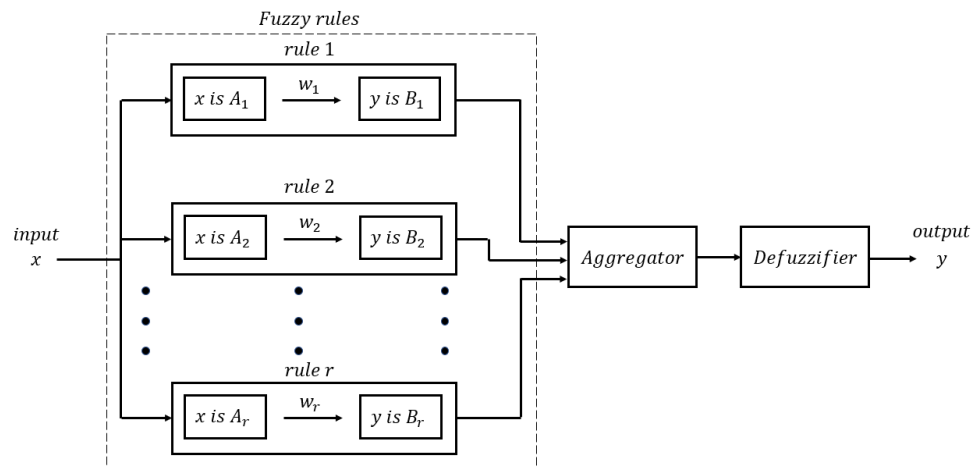 Fuzzy rules
rule 1
x is A₁
w₁
y is B₁
rule 2
x is A₂
w₂
y is B₂
input
x
Aggregator
Defuzzifier
output
y
rule r
x is Aᵣ
wᵣ
y is Bᵣ